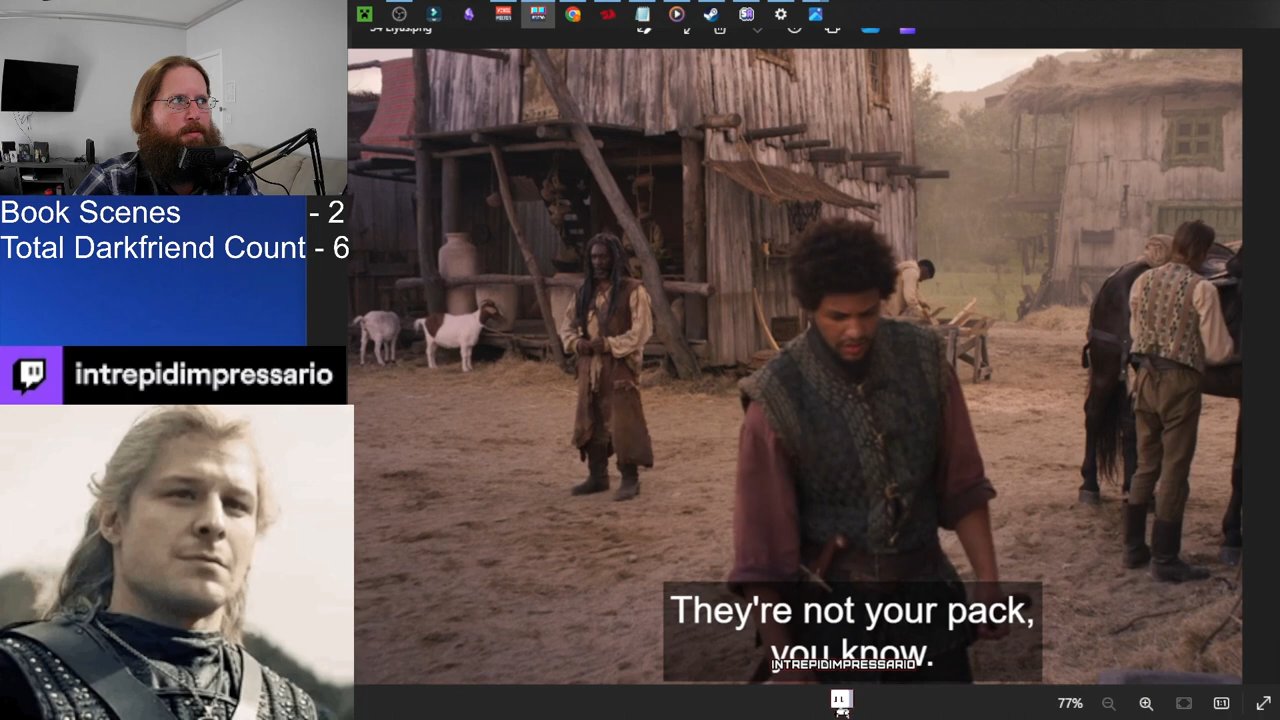 Book Scenes - 2
Total Darkfriend Count - 6
intrepidimpressario
They're not your pack,
you know.
INTREPIDIMPRESSARIO
77%